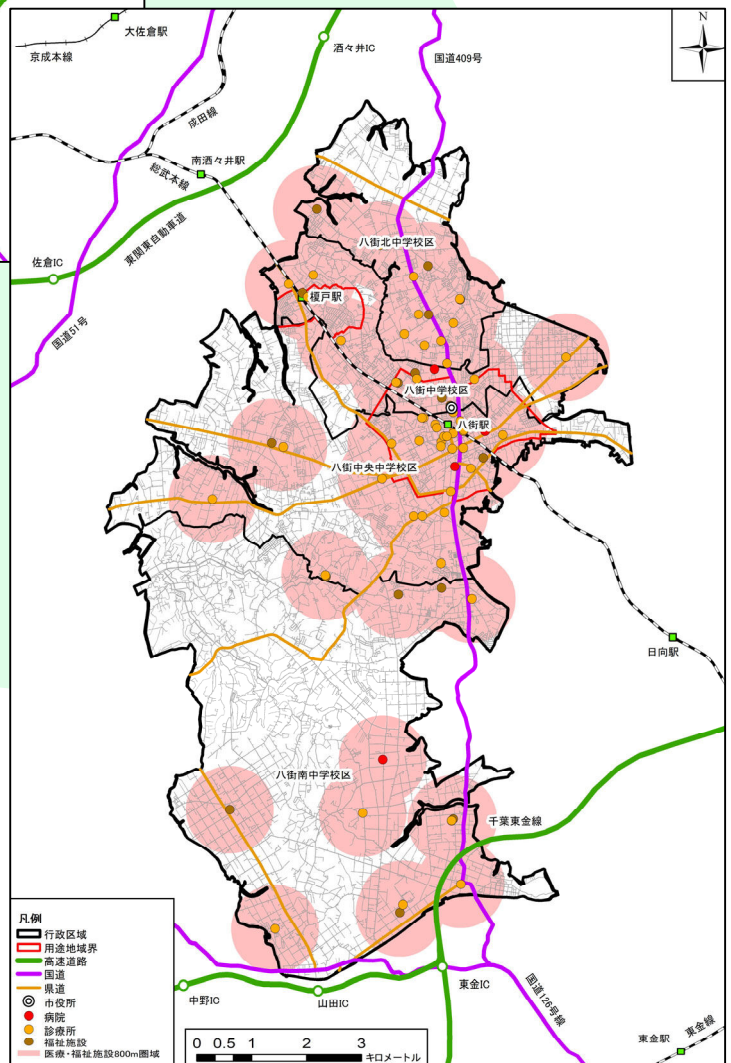 大佐倉駅
京成本線
酒々井IC
国道409号
N
成田線
南酒々井駅
総武本線
東関東自動車道
佐倉IC
国道51号
八街北中学校区
榎戸駅
八街中学校区
八街駅
八街中央中学校区
日向駅
八街南中学校区
千葉東金線
凡例
行政区域
用途地域界
高速道路
国道
県道
市役所
病院
診療所
福祉施設
医療・福祉施設800m圏域
中野IC
山田IC
東金IC
国道126号線
東金駅
東金線
0 0.5 1 2 3
キロメートル